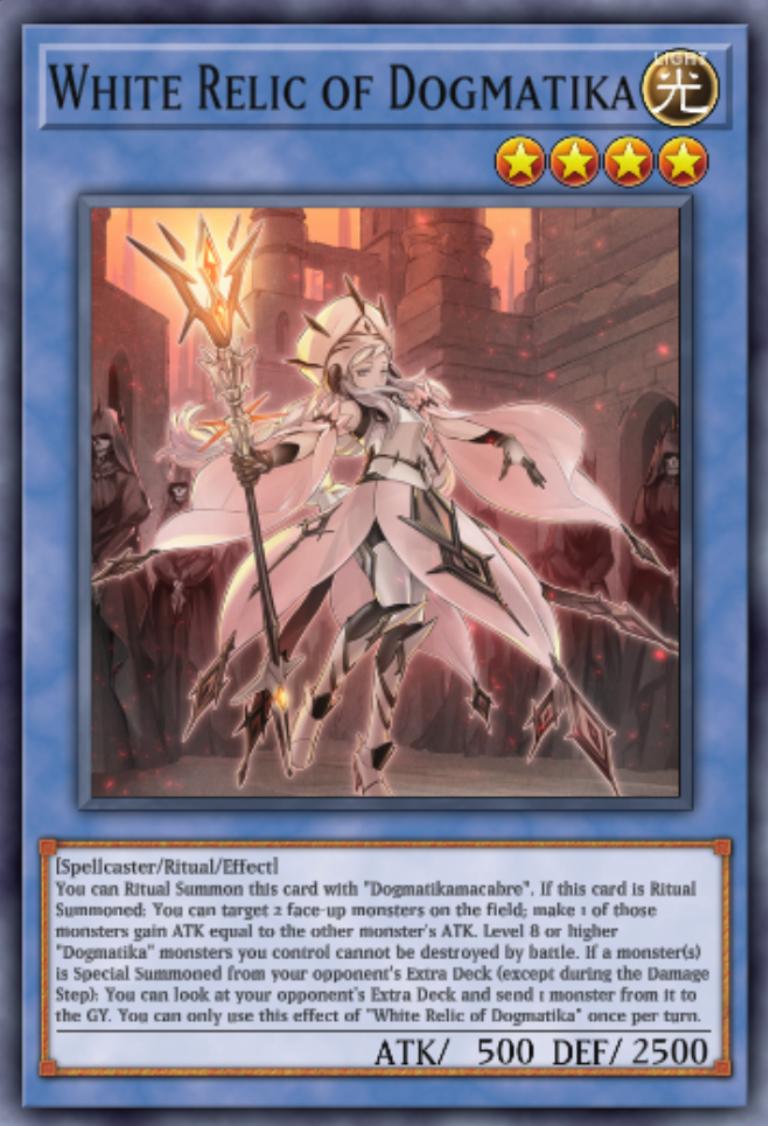 WHITE RELIC OF DOGMATIKA
LIGHT
光
[Spellcaster/Ritual/Effect]
You can Ritual Summon this card with "Dogmatikamacabre". If this card is Ritual
Summoned: You can target 2 face-up monsters on the field; make 1 of those
monsters gain ATK equal to the other monster's ATK. Level 8 or higher
"Dogmatika" monsters you control cannot be destroyed by battle. If a monster(s)
is Special Summoned from your opponent's Extra Deck (except during the Damage
Step): You can look at your opponent's Extra Deck and send 1 monster from it to
the GY. You can only use this effect of "White Relic of Dogmatika" once per turn.
ATK/ 500 DEF/ 2500